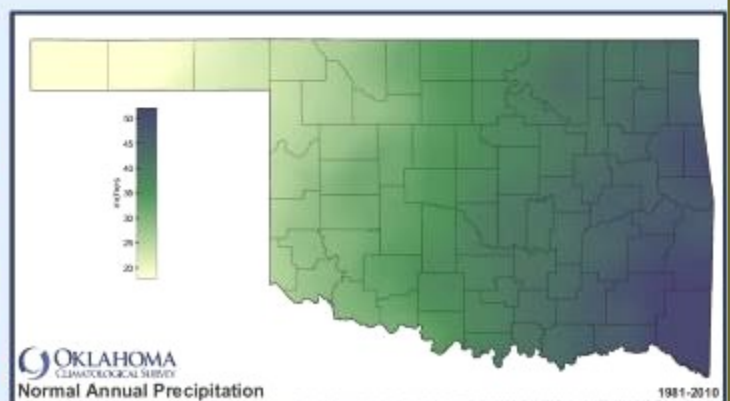 50
45
40
35
30
25
20
inches
OKLAHOMA
CLIMATOLOGICAL SURVEY
Normal Annual Precipitation
1981-2010